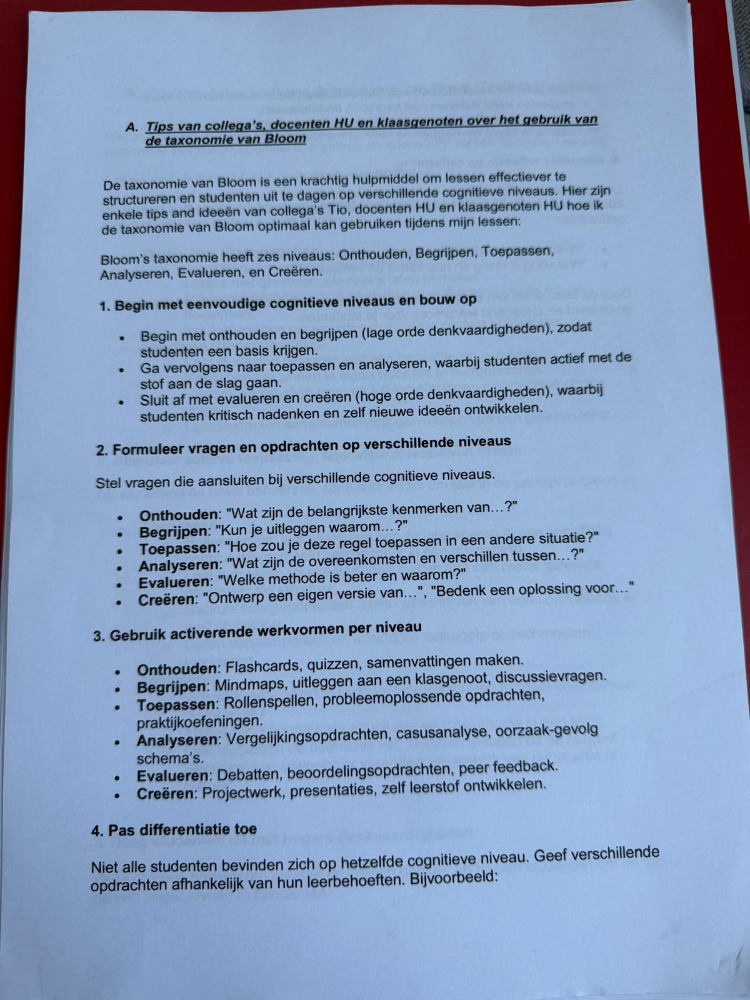 A. Tips van collega's, docenten HU en klaasgenoten over het gebruik van
de taxonomie van Bloom
De taxonomie van Bloom is een krachtig hulpmiddel om lessen effectiever te
structureren en studenten uit te dagen op verschillende cognitieve niveaus. Hier zijn
enkele tips and ideeën van collega's Tio, docenten HU en klaasgenoten HU hoe ik
de taxonomie van Bloom optimaal kan gebruiken tijdens mijn lessen:
Bloom's taxonomie heeft zes niveaus: Onthouden, Begrijpen, Toepassen,
Analyseren, Evalueren, en Creëren.
1. Begin met eenvoudige cognitieve niveaus en bouw op
• Begin met onthouden en begrijpen (lage orde denkvaardigheden), zodat
studenten een basis krijgen.
• Ga vervolgens naar toepassen en analyseren, waarbij studenten actief met de
stof aan de slag gaan.
• Sluit af met evalueren en creëren (hoge orde denkvaardigheden), waarbij
studenten kritisch nadenken en zelf nieuwe ideeën ontwikkelen.
2. Formuleer vragen en opdrachten op verschillende niveaus
Stel vragen die aansluiten bij verschillende cognitieve niveaus.
• Onthouden: "Wat zijn de belangrijkste kenmerken van…?"
• Begrijpen: "Kun je uitleggen waarom…?"
• Toepassen: "Hoe zou je deze regel toepassen in een andere situatie?"
• Analyseren: "Wat zijn de overeenkomsten en verschillen tussen…?"
• Evalueren: "Welke methode is beter en waarom?"
• Creëren: "Ontwerp een eigen versie van…", "Bedenk een oplossing voor…"
3. Gebruik activerende werkvormen per niveau
• Onthouden: Flashcards, quizzen, samenvattingen maken.
• Begrijpen: Mindmaps, uitleggen aan een klasgenoot, discussievragen.
• Toepassen: Rollenspellen, probleemoplossende opdrachten,
praktijkoefeningen.
• Analyseren: Vergelijkingsopdrachten, casusanalyse, oorzaak-gevolg
schema's.
• Evalueren: Debatten, beoordelingsopdrachten, peer feedback.
• Creëren: Projectwerk, presentaties, zelf leerstof ontwikkelen.
4. Pas differentiatie toe
Niet alle studenten bevinden zich op hetzelfde cognitieve niveau. Geef verschillende
opdrachten afhankelijk van hun leerbehoeften. Bijvoorbeeld: